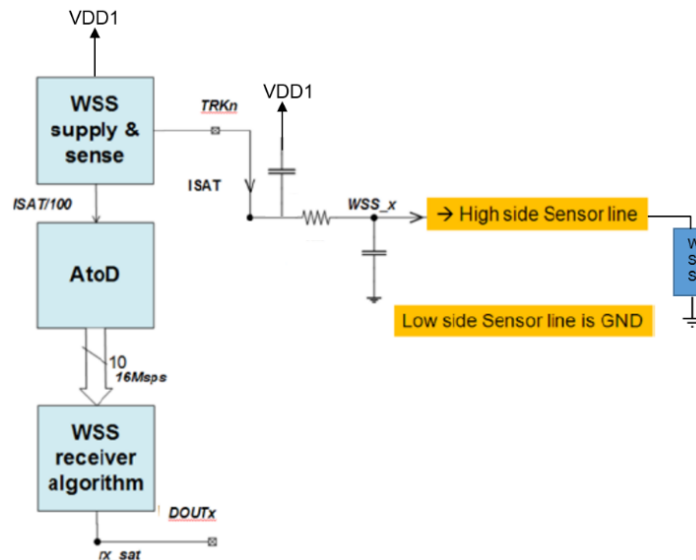 VDD1
WSS
supply &
sense
TRKn
VDD1
ISAT
ISAT/100
WSS_x
→ High side Sensor line
W
S
S
AtoD
Low side Sensor line is GND
10
16Msps
WSS
receiver
algorithm
DOUTx
rx_sat